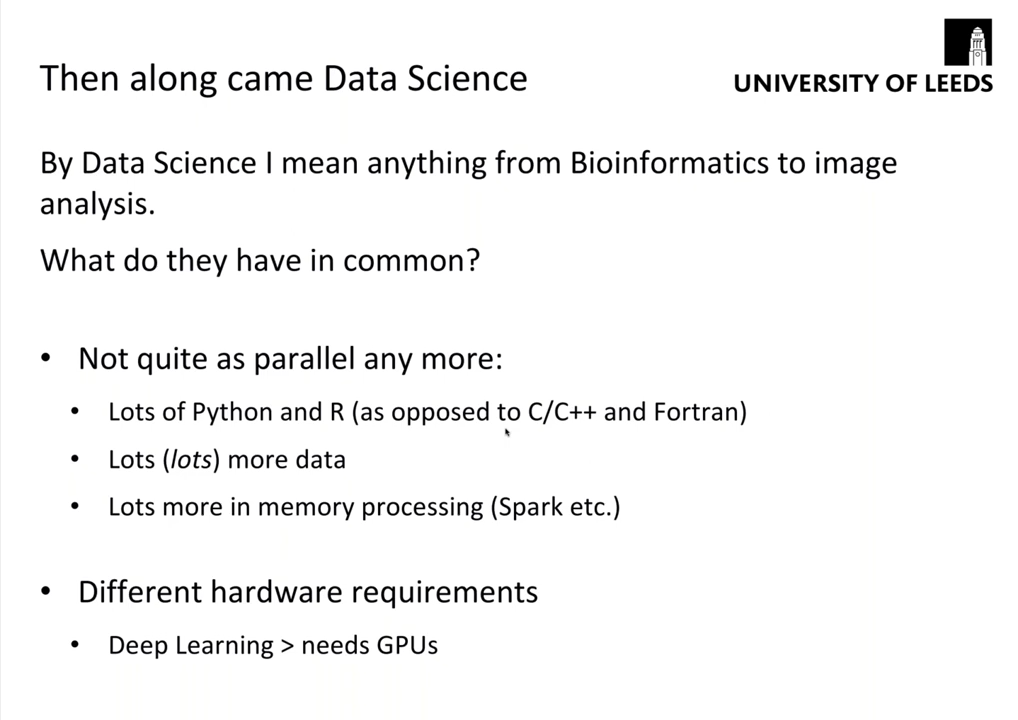 Then along came Data Science
UNIVERSITY OF LEEDS
By Data Science I mean anything from Bioinformatics to image
analysis.
What do they have in common?
• Not quite as parallel any more:
• Lots of Python and R (as opposed to C/C++ and Fortran)
• Lots (lots) more data
• Lots more in memory processing (Spark etc.)
• Different hardware requirements
• Deep Learning > needs GPUs